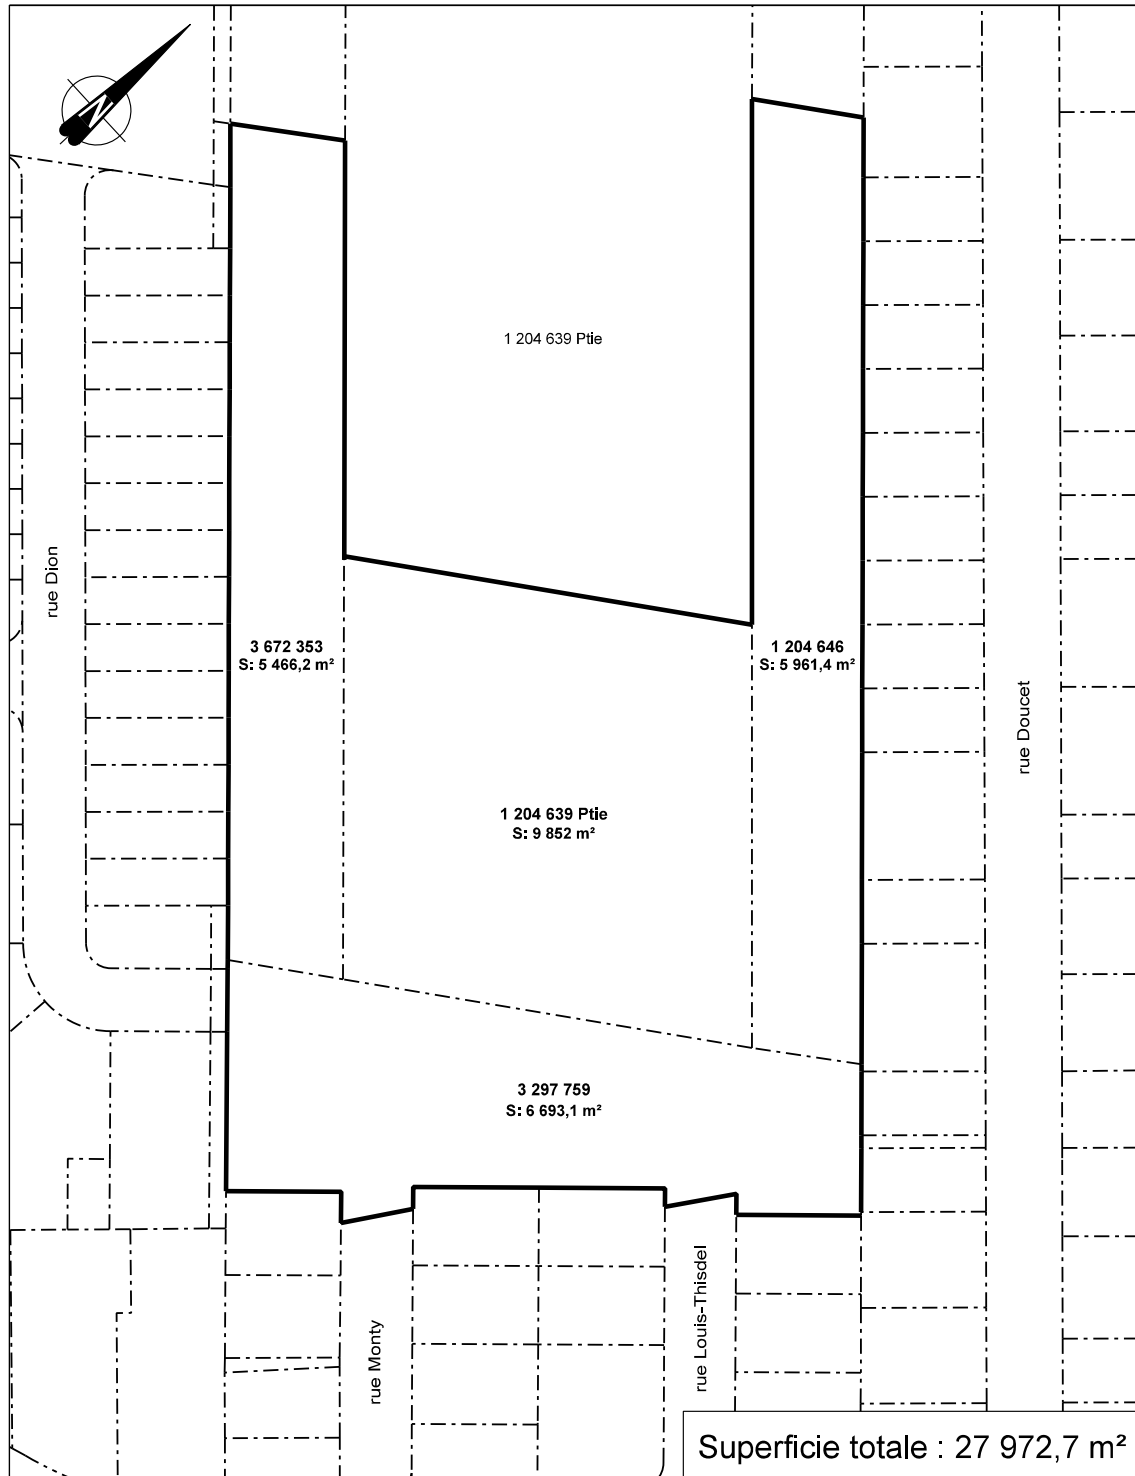 N
1 204 639 Ptie
rue Dion
3 672 353
S: 5 466,2 m²
1 204 646
S: 5 961,4 m²
rue Doucet
1 204 639 Ptie
S: 9 852 m²
3 297 759
S: 6 693,1 m²
rue Monty
rue Louis-Thisdel
Superficie totale : 27 972,7 m²